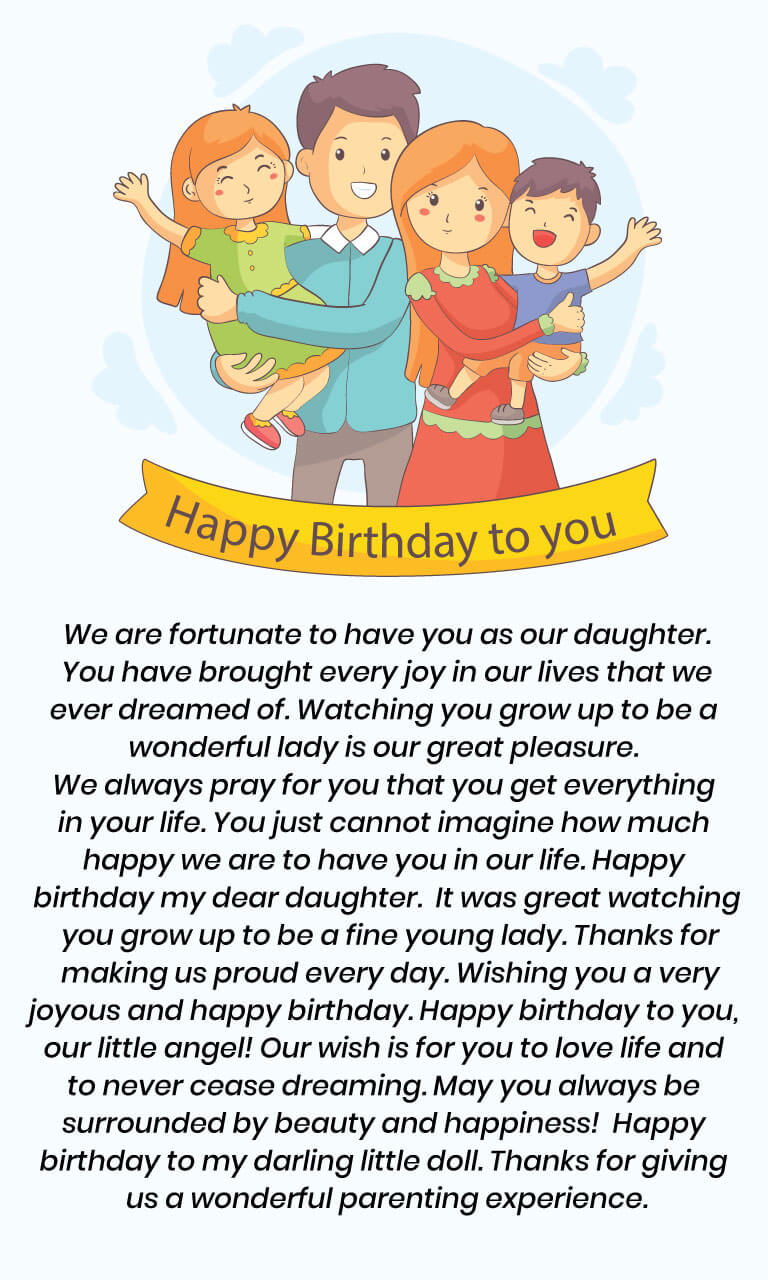 Happy Birthday to you
We are fortunate to have you as our daughter.
You have brought every joy in our lives that we
ever dreamed of. Watching you grow up to be a
wonderful lady is our great pleasure.
We always pray for you that you get everything
in your life. You just cannot imagine how much
happy we are to have you in our life. Happy
birthday my dear daughter. It was great watching
you grow up to be a fine young lady. Thanks for
making us proud every day. Wishing you a very
joyous and happy birthday. Happy birthday to you,
our little angel! Our wish is for you to love life and
to never cease dreaming. May you always be
surrounded by beauty and happiness! Happy
birthday to my darling little doll. Thanks for giving
us a wonderful parenting experience.